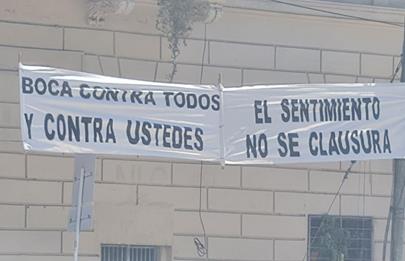 BOCA CONTRA TODOS
Y CONTRA USTEDES
EL SENTIMIENTO
NO SE CLAUSURA